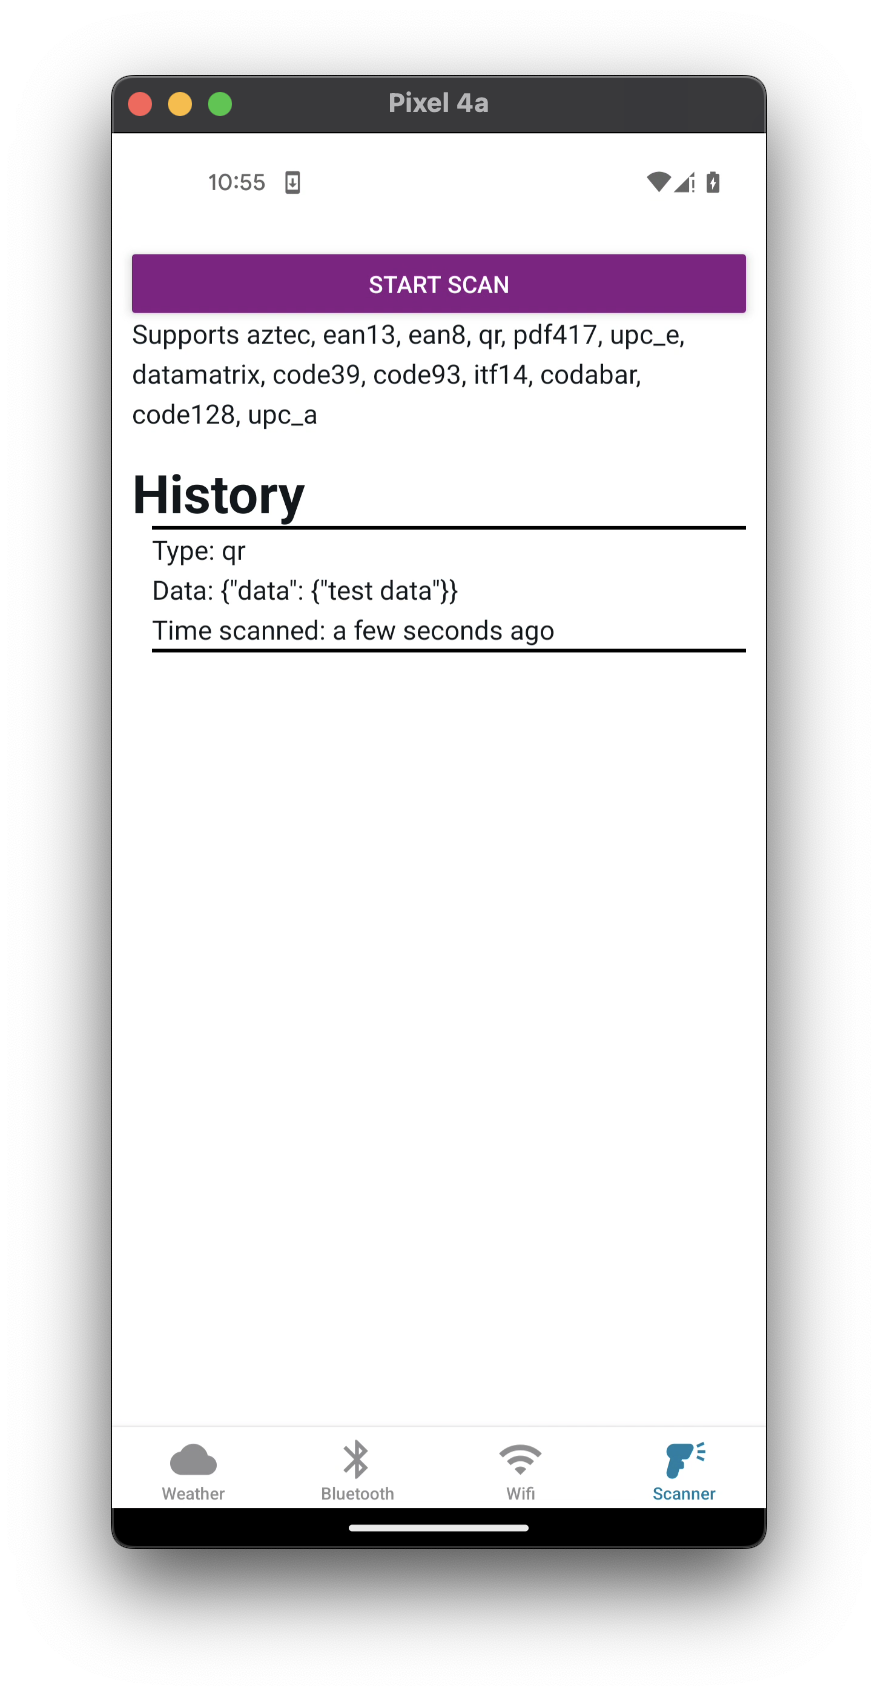 Pixel 4a
10:55
START SCAN
Supports aztec, ean13, ean8, qr, pdf417, upc_e,
datamatrix, code39, code93, itf14, codabar,
code128, upc_a
History
Type: qr
Data: {"data": {"test data"}}
Time scanned: a few seconds ago
Weather Bluetooth Wifi Scanner